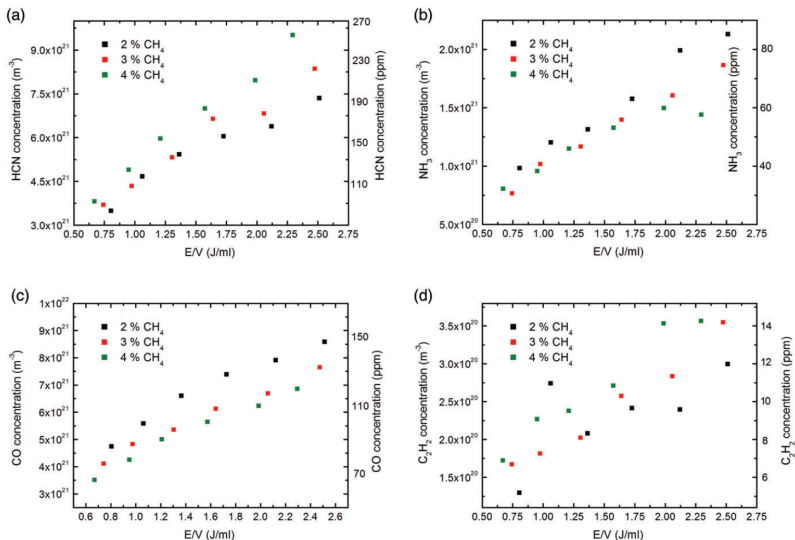 (a)
HCN concentration (m⁻³)
9.0x10²¹
7.5x10²¹
6.0x10²¹
4.5x10²¹
3.0x10²¹
2 % CH₄
3 % CH₄
4 % CH₄
270
230
190
150
110
HCN concentration (ppm)
0.50 0.75 1.00 1.25 1.50 1.75 2.00 2.25 2.50 2.75
E/V (J/ml)
(b)
NH₃ concentration (m⁻³)
2.0x10²¹
1.5x10²¹
1.0x10²¹
5.0x10²⁰
2 % CH₄
3 % CH₄
4 % CH₄
80
60
40
NH₃ concentration (ppm)
0.50 0.75 1.00 1.25 1.50 1.75 2.00 2.25 2.50 2.75
E/V (J/ml)
(c)
CO concentration (m⁻³)
1x10²²
9x10²¹
8x10²¹
7x10²¹
6x10²¹
5x10²¹
4x10²¹
3x10²¹
2 % CH₄
3 % CH₄
4 % CH₄
150
110
70
CO concentration (ppm)
0.6 0.8 1.0 1.2 1.4 1.6 1.8 2.0 2.2 2.4 2.6
E/V (J/ml)
(d)
C₂H₂ concentration (m⁻³)
3.5x10²⁰
3.0x10²⁰
2.5x10²⁰
2.0x10²⁰
1.5x10²⁰
2 % CH₄
3 % CH₄
4 % CH₄
14
12
10
8
6
C₂H₂ concentration (ppm)
0.50 0.75 1.00 1.25 1.50 1.75 2.00 2.25 2.50 2.75
E/V (J/ml)